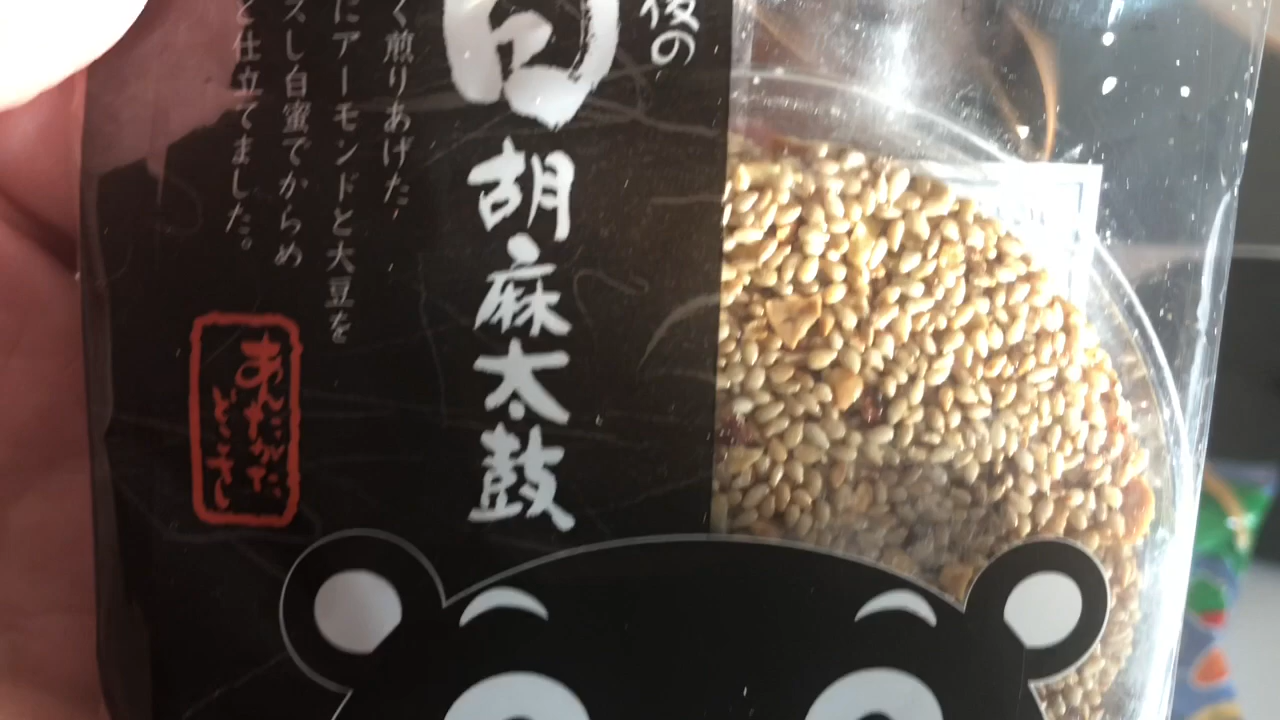 後の
胡麻太鼓
く煎りあげた、
にアーモンドと大豆を
スし白蜜でからめ
と仕立てました。
あんたがた
どこさ